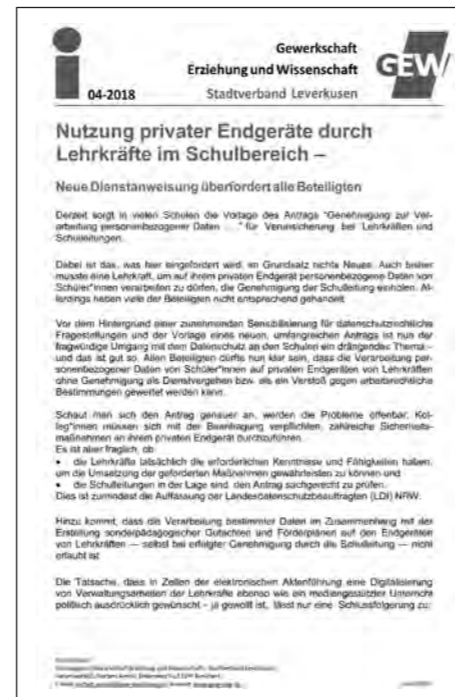 Gewerkschaft
Erziehung und Wissenschaft
GEW
04-2018
Stadtverband Leverkusen
Nutzung privater Endgeräte durch
Lehrkräfte im Schulbereich –
Neue Dienstanweisung überfordert alle Beteiligten
Derzeit sorgt in vielen Schulen die Vorlage des Antrags "Genehmigung zur Ver-
arbeitung personenbezogener Daten ..." für Verunsicherung bei Lehrkräften und
Schulleitungen.
Dabei ist das, was hier eingefordert wird, im Grundsatz nichts Neues. Auch bisher
musste eine Lehrkraft, um auf ihrem privaten Endgerät personenbezogene Daten von
Schüler*innen verarbeiten zu dürfen, die Genehmigung der Schulleitung einholen. Al-
lerdings haben viele der Beteiligten nicht entsprechend gehandelt.
Vor dem Hintergrund einer zunehmenden Sensibilisierung für datenschutzrechtliche
Fragestellungen und der Vorlage eines neuen, umfangreichen Antrags ist nun der
fragwürdige Umgang mit dem Datenschutz an den Schulen ein drängendes Thema –
und das ist gut so. Allen Beteiligten dürfte nun klar sein, dass die Verarbeitung per-
sonenbezogener Daten von Schüler*innen auf privaten Endgeräten von Lehrkräften
ohne Genehmigung als Dienstvergehen bzw. als ein Verstoß gegen arbeitsrechtliche
Bestimmungen gewertet werden kann.
Schaut man sich den Antrag genauer an, werden die Probleme offenbar: Kol-
leg*innen müssen sich mit der Beantragung verpflichten, zahlreiche Sicherheits-
maßnahmen an ihrem privaten Endgerät durchzuführen.
Es ist aber fraglich, ob
• die Lehrkräfte tatsächlich die erforderlichen Kenntnisse und Fähigkeiten haben,
um die Umsetzung der geforderten Maßnahmen gewährleisten zu können und
• die Schulleitungen in der Lage sind, den Antrag sachgerecht zu prüfen.
Dies ist zumindest die Auffassung der Landesdatenschutzbeauftragten (LDI) NRW.
Hinzu kommt, dass die Verarbeitung bestimmter Daten im Zusammenhang mit der
Erstellung sonderpädagogischer Gutachten und Förderplänen auf den Endgeräten
von Lehrkräften — selbst bei erfolgter Genehmigung durch die Schulleitung — nicht
erlaubt ist.
Die Tatsache, dass in Zeiten der elektronischen Aktenführung eine Digitalisierung
von Verwaltungsarbeiten der Lehrkräfte ebenso wie ein mediengestützter Unterricht
politisch ausdrücklich gewünscht – ja gewollt ist, lässt nur eine Schlussfolgerung zu: